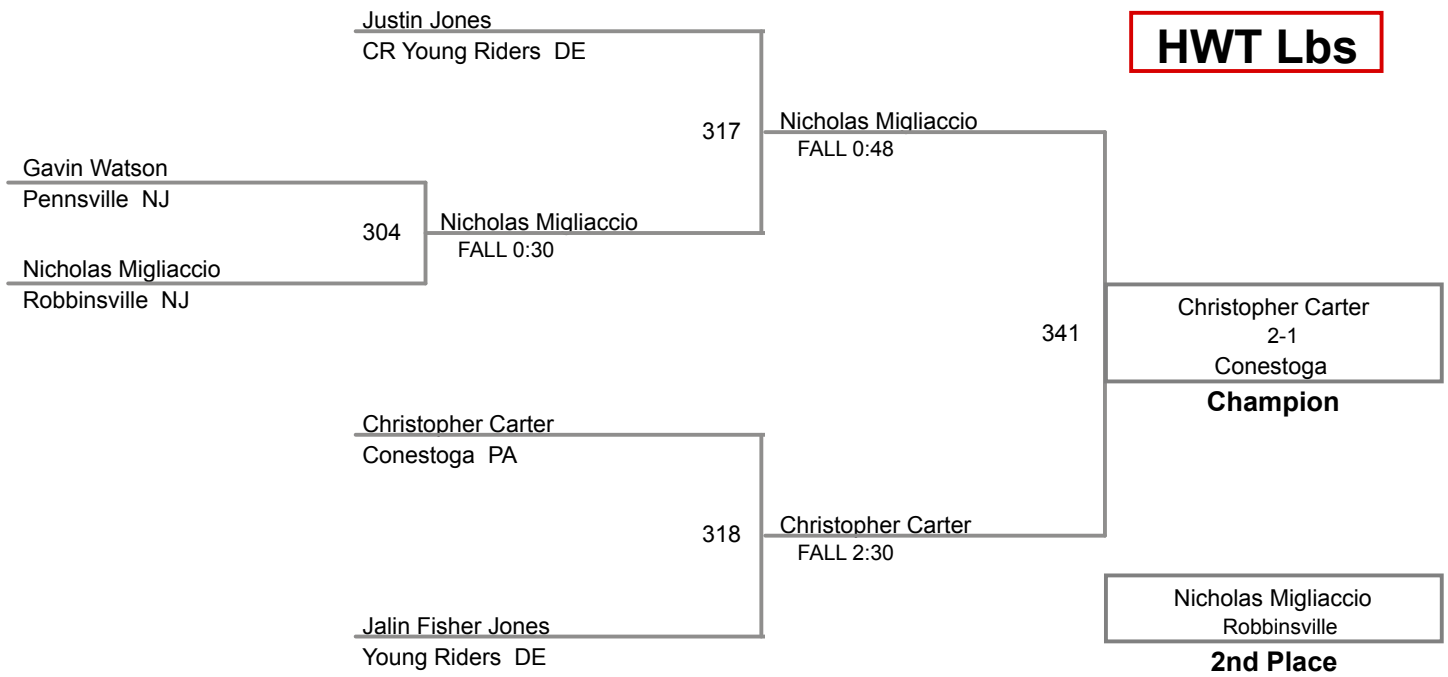 Justin Jones
CR Young Riders DE
HWT Lbs
317
Nicholas Migliaccio
FALL 0:48
Gavin Watson
Pennsville NJ
304
Nicholas Migliaccio
FALL 0:30
Nicholas Migliaccio
Robbinsville NJ
341
Christopher Carter
2-1
Conestoga
Champion
Christopher Carter
Conestoga PA
318
Christopher Carter
FALL 2:30
Jalin Fisher Jones
Young Riders DE
Nicholas Migliaccio
Robbinsville
2nd Place